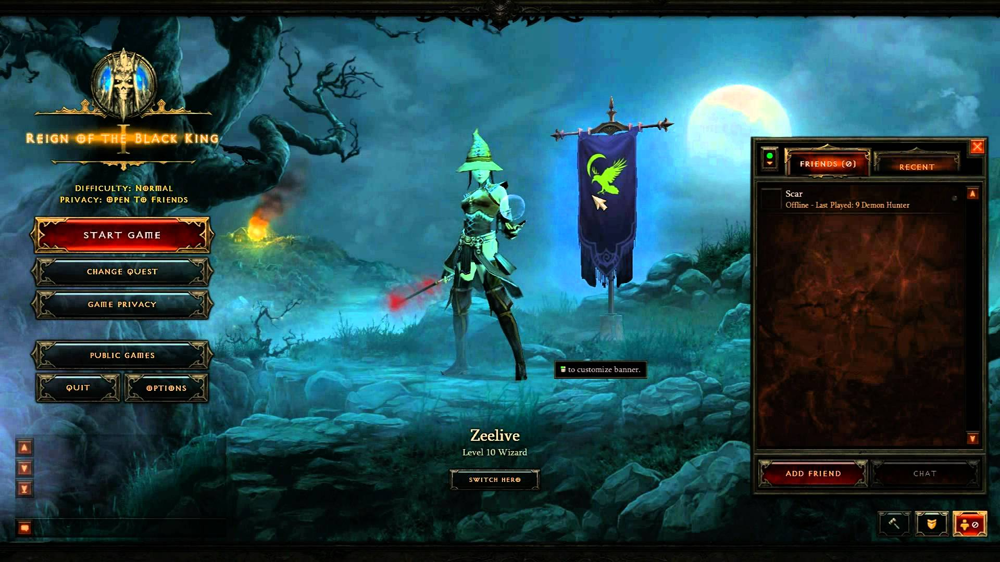 I
REIGN OF THE BLACK KING
DIFFICULTY: NORMAL
PRIVACY: OPEN TO FRIENDS
START GAME
CHANGE QUEST
GAME PRIVACY
PUBLIC GAMES
QUIT
OPTIONS
to customize banner.
Zeelive
Level 10 Wizard
SWITCH HERO
FRIENDS (0)
RECENT
Scar
Offline - Last Played: 9 Demon Hunter
ADD FRIEND
CHAT
0